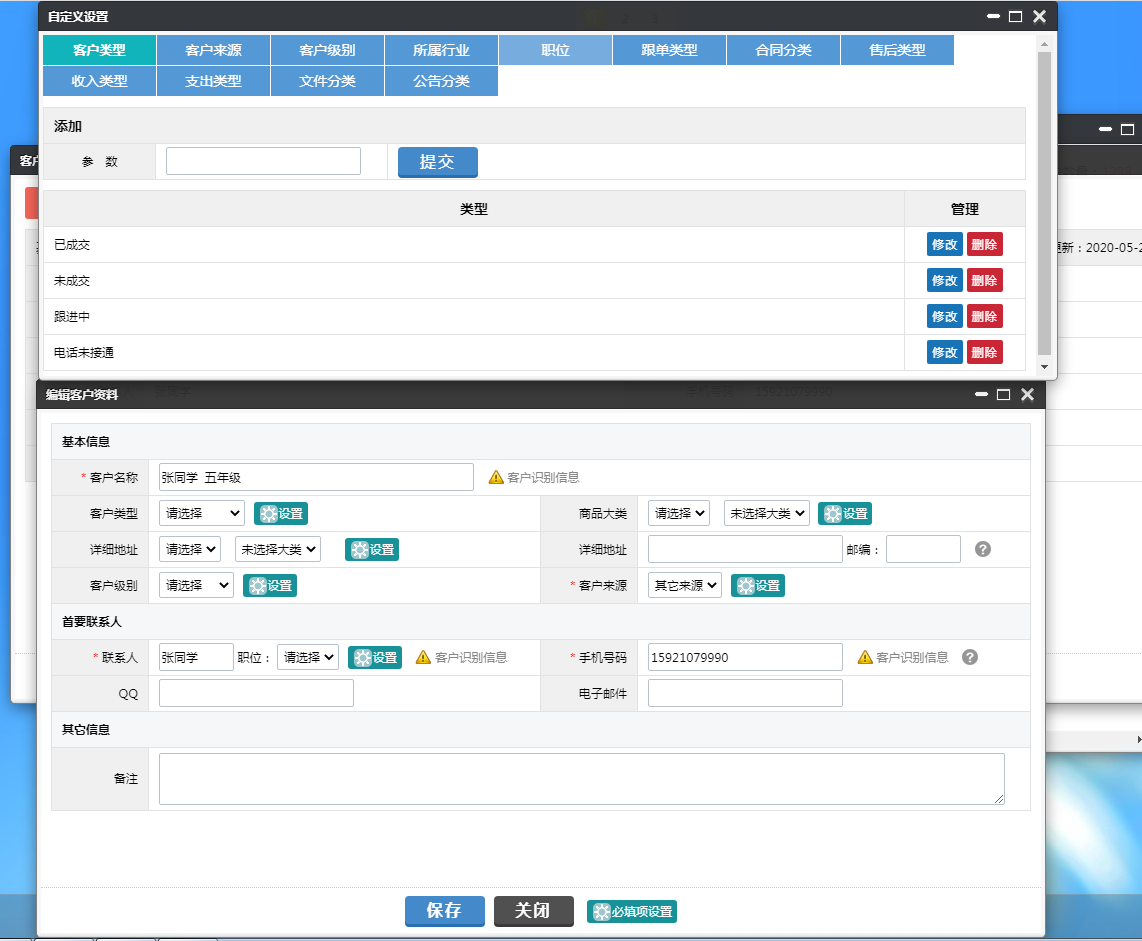 自定义设置
客户类型 客户来源 客户级别 所属行业 职位 跟单类型 合同分类 售后类型
收入类型 支出类型 文件分类 公告分类
添加
参 数 提交
类型 管理
已成交 修改 删除
未成交 修改 删除
跟进中 修改 删除
电话未接通 修改 删除
客户
更新：2020-05-2
编辑客户资料
基本信息
* 客户名称 张同学 五年级 客户识别信息
客户类型 请选择 设置 商品大类 请选择 未选择大类 设置
详细地址 请选择 未选择大类 设置 详细地址 邮编：
客户级别 请选择 设置 * 客户来源 其它来源 设置
首要联系人
* 联系人 张同学 职位： 请选择 设置 客户识别信息 * 手机号码 15921079990 客户识别信息
QQ 电子邮件
其它信息
备注
保存 关闭 必填项设置